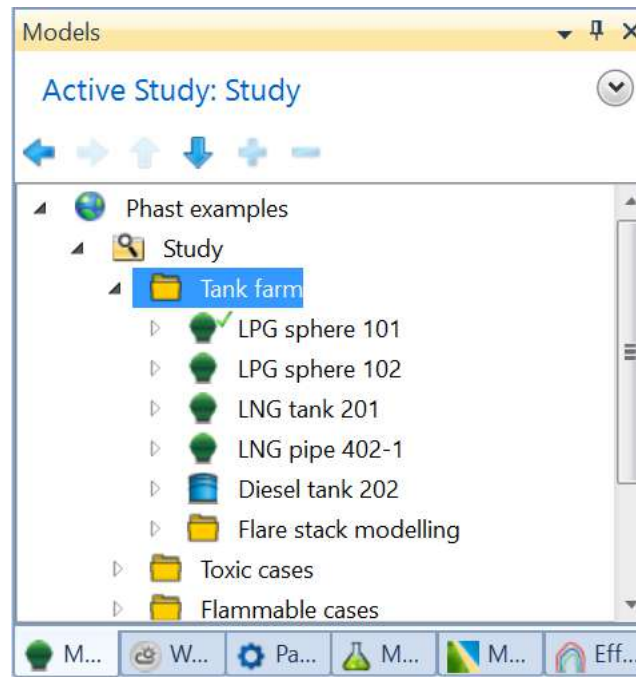 Models
Active Study: Study
Phast examples
Study
Tank farm
LPG sphere 101
LPG sphere 102
LNG tank 201
LNG pipe 402-1
Diesel tank 202
Flare stack modelling
Toxic cases
Flammable cases
M... W... Pa... M... M... Eff...